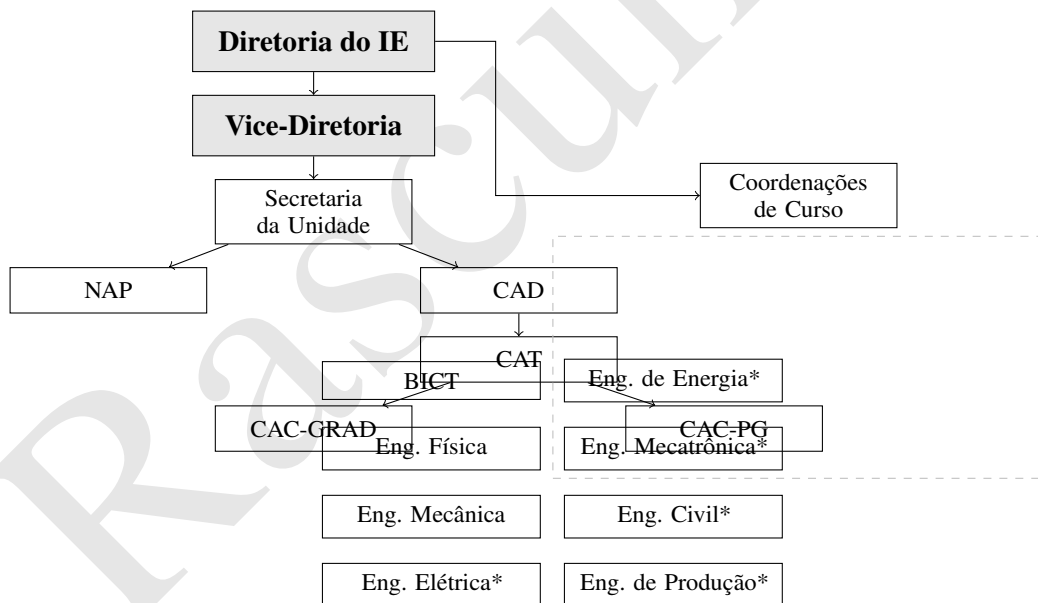 Diretoria do IE
Vice-Diretoria
Secretaria
da Unidade
Coordenações
de Curso
NAP
CAD
CAT
BICT
Eng. de Energia*
CAC-GRAD
CAC-PG
Eng. Física
Eng. Mecatrônica*
Eng. Mecânica
Eng. Civil*
Eng. Elétrica*
Eng. de Produção*